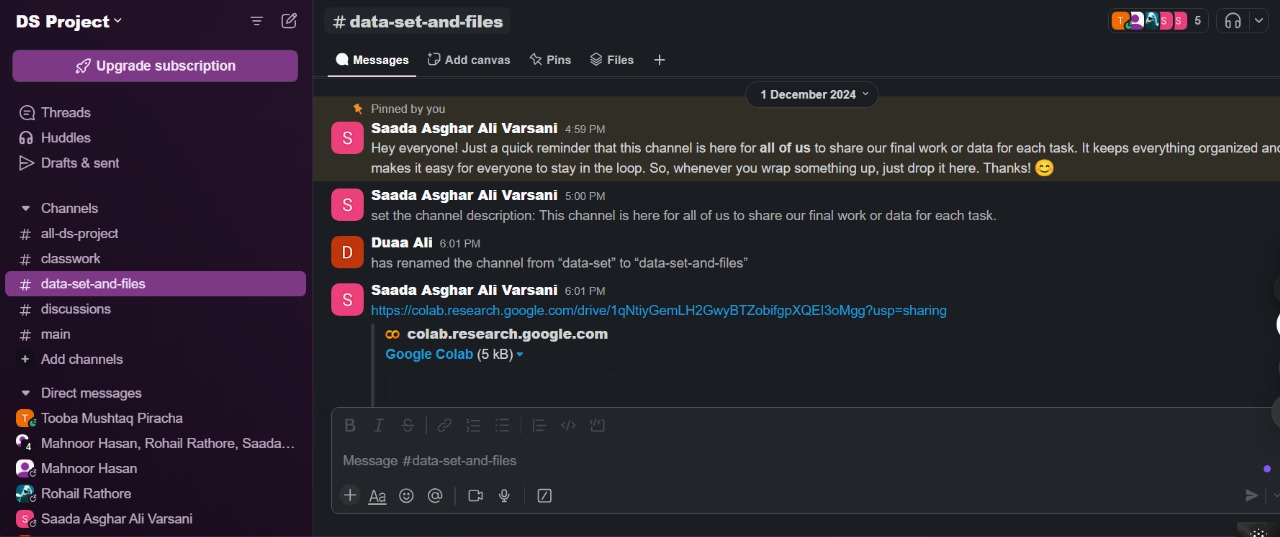 DS Project
Upgrade subscription
Threads
Huddles
Drafts & sent
Channels
# all-ds-project
# classwork
# data-set-and-files
# discussions
# main
+ Add channels
Direct messages
T Tooba Mushtaq Piracha
4 Mahnoor Hasan, Rohail Rathore, Saada...
Mahnoor Hasan
Rohail Rathore
S Saada Asghar Ali Varsani
# data-set-and-files
T S S 5
Messages Add canvas Pins Files +
1 December 2024
Pinned by you
S Saada Asghar Ali Varsani 4:59 PM
Hey everyone! Just a quick reminder that this channel is here for all of us to share our final work or data for each task. It keeps everything organized and
makes it easy for everyone to stay in the loop. So, whenever you wrap something up, just drop it here. Thanks! 😊
S Saada Asghar Ali Varsani 5:00 PM
set the channel description: This channel is here for all of us to share our final work or data for each task.
D Duaa Ali 6:01 PM
has renamed the channel from “data-set” to “data-set-and-files”
S Saada Asghar Ali Varsani 6:01 PM
https://colab.research.google.com/drive/1qNtiyGemLH2GwyBTZobifgpXQEI3oMgg?usp=sharing
colab.research.google.com
Google Colab (5 kB)
B I S
Message #data-set-and-files
+ Aa @